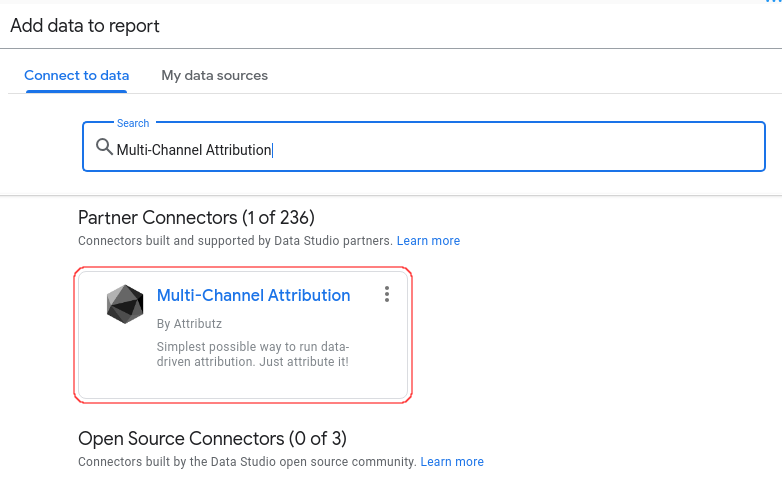 Add data to report
Connect to data
My data sources
Search
Multi-Channel Attribution
Partner Connectors (1 of 236)
Connectors built and supported by Data Studio partners. Learn more
Multi-Channel Attribution
By Attributz
Simplest possible way to run data-
driven attribution. Just attribute it!
Open Source Connectors (0 of 3)
Connectors built by the Data Studio open source community. Learn more